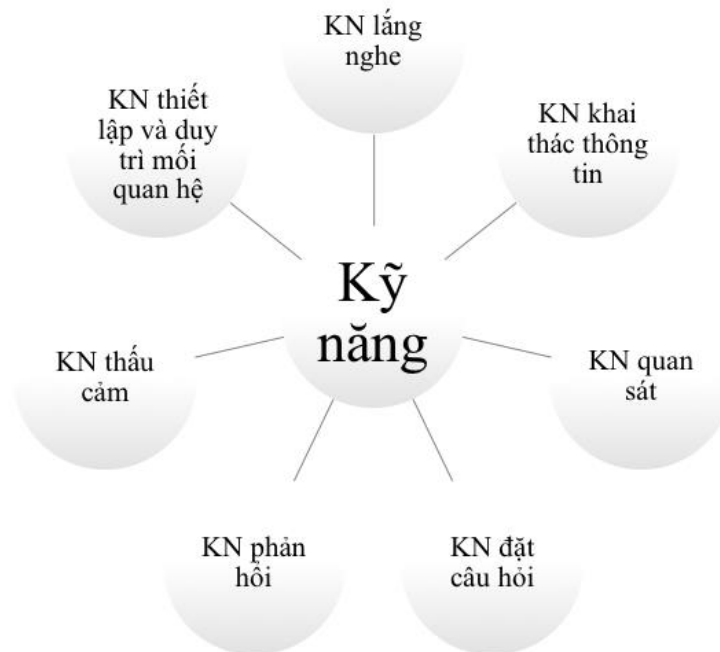 KN lắng
nghe
KN thiết
lập và duy
trì mối
quan hệ
KN khai
thác thông
tin
Kỹ
năng
KN thấu
cảm
KN quan
sát
KN phản
hồi
KN đặt
câu hỏi